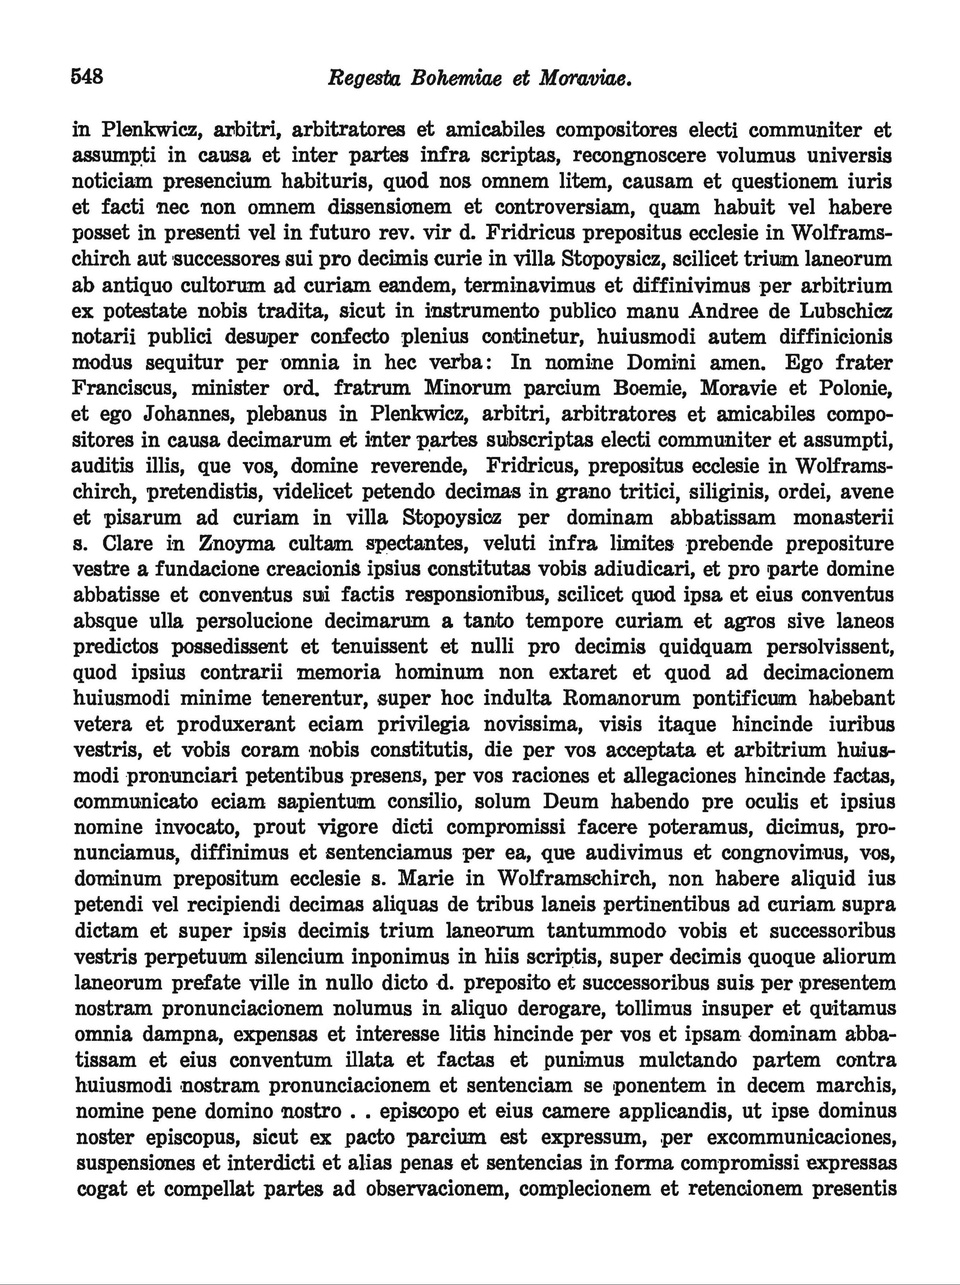 548
Regesta Bohemiae et Moraviae.
in Plenkwicz, arbitri, arbitratores et amicabiles compositores electi communiter et
assumpti in causa et inter partes infra scriptas, recongnoscere volumus universis
noticiam presencium habituris, quod nos omnem litem, causam et questionem iuris
et facti nec non omnem dissensionem et controversiam, quam habuit vel habere
posset in presenti vel in futuro rev. vir d. Fridricus prepositus ecclesie in Wolframs-
chirch aut successores sui pro decimis curie in villa Stopoysicz, scilicet trium laneorum
ab antiquo cultorum ad curiam eandem, terminavimus et diffinivimus per arbitrium
ex potestate nobis tradita, sicut in instrumento publico manu Andree de Lubschicz
notarii publici desuper confecto plenius continetur, huiusmodi autem diffinicionis
modus sequitur per omnia in hec verba: In nomine Domini amen. Ego frater
Franciscus, minister ord. fratrum Minorum parcium Boemie, Moravie et Polonie,
et ego Johannes, plebanus in Plenkwicz, arbitri, arbitratores et amicabiles compo-
sitores in causa decimarum et inter partes subscriptas electi communiter et assumpti,
auditis illis, que vos, domine reverende, Fridricus, prepositus ecclesie in Wolframs-
chirch, pretendistis, videlicet petendo decimas in grano tritici, siliginis, ordei, avene
et pisarum ad curiam in villa Stopoysicz per dominam abbatissam monasterii
s. Clare in Znoyma cultam spectantes, veluti infra limites prebende prepositure
vestre a fundacione creacionis ipsius constitutas vobis adiudicari, et pro parte domine
abbatisse et conventus sui factis responsionibus, scilicet quod ipsa et eius conventus
absque ulla persolucione decimarum a tanto tempore curiam et agros sive laneos
predictos possedissent et tenuissent et nulli pro decimis quidquam persolvissent,
quod ipsius contrarii memoria hominum non extaret et quod ad decimacionem
huiusmodi minime tenerentur, super hoc indulta Romanorum pontificum habebant
vetera et produxerant eciam privilegia novissima, visis itaque hincinde iuribus
vestris, et vobis coram nobis constitutis, die per vos acceptata et arbitrium huius-
modi pronunciari petentibus presens, per vos raciones et allegaciones hincinde factas,
communicato eciam sapientum consilio, solum Deum habendo pre oculis et ipsius
nomine invocato, prout vigore dicti compromissi facere poteramus, dicimus, pro-
nunciamus, diffinimus et sentenciamus per ea, que audivimus et congnovimus, vos,
dominum prepositum ecclesie s. Marie in Wolframschirch, non habere aliquid ius
petendi vel recipiendi decimas aliquas de tribus laneis pertinentibus ad curiam supra
dictam et super ipsis decimis trium laneorum tantummodo vobis et successoribus
vestris perpetuum silencium inponimus in hiis scriptis, super decimis quoque aliorum
laneorum prefate ville in nullo dicto d. preposito et successoribus suis per presentem
nostram pronunciacionem nolumus in aliquo derogare, tollimus insuper et quitamus
omnia dampna, expensas et interesse litis hincinde per vos et ipsam dominam abba-
tissam et eius conventum illata et factas et punimus mulctando partem contra
huiusmodi nostram pronunciacionem et sentenciam se ponentem in decem marchis,
nomine pene domino nostro . . episcopo et eius camere applicandis, ut ipse dominus
noster episcopus, sicut ex pacto parcium est expressum, per excommunicaciones,
suspensiones et interdicti et alias penas et sentencias in forma compromissi expressas
cogat et compellat partes ad observacionem, complecionem et retencionem presentis